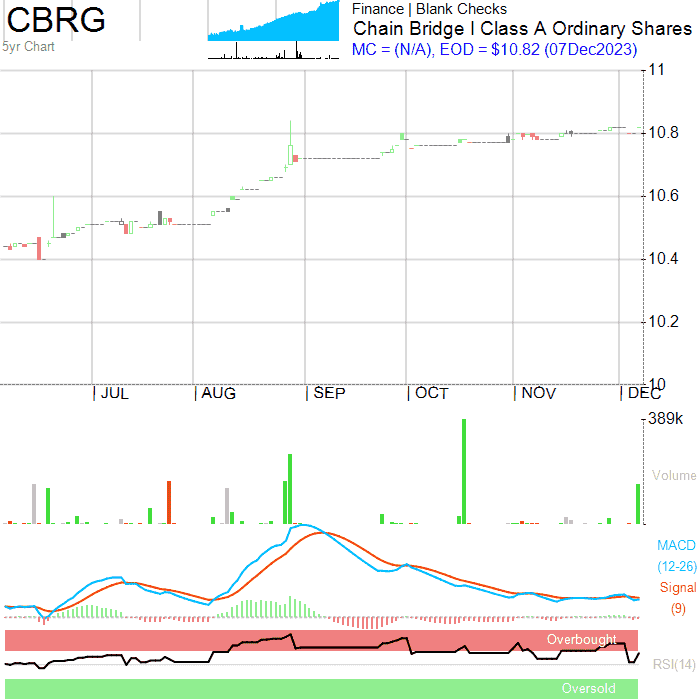 CBRG
5yr Chart
Finance | Blank Checks
Chain Bridge I Class A Ordinary Shares
MC = (N/A), EOD = $10.82 (07Dec2023)
11
10.8
10.6
10.4
10.2
10
JUL
AUG
SEP
OCT
NOV
DEC
389k
Volume
MACD
(12-26)
Signal
(9)
Overbought
RSI(14)
Oversold